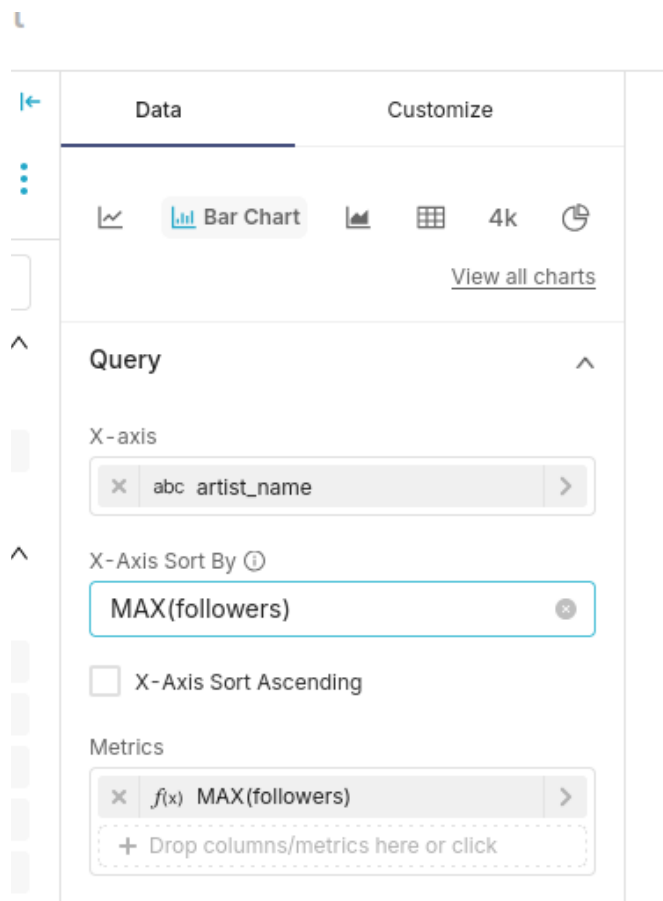 Data Customize
Bar Chart 4k
View all charts
Query
X-axis
abc artist_name
X-Axis Sort By
MAX(followers)
X-Axis Sort Ascending
Metrics
f(x) MAX(followers)
+ Drop columns/metrics here or click